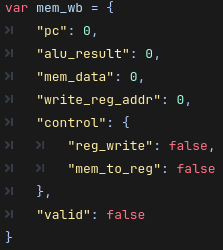 var mem_wb = {
"pc": 0,
"alu_result": 0,
"mem_data": 0,
"write_reg_addr": 0,
"control": {
"reg_write": false,
"mem_to_reg": false
},
"valid": false
}